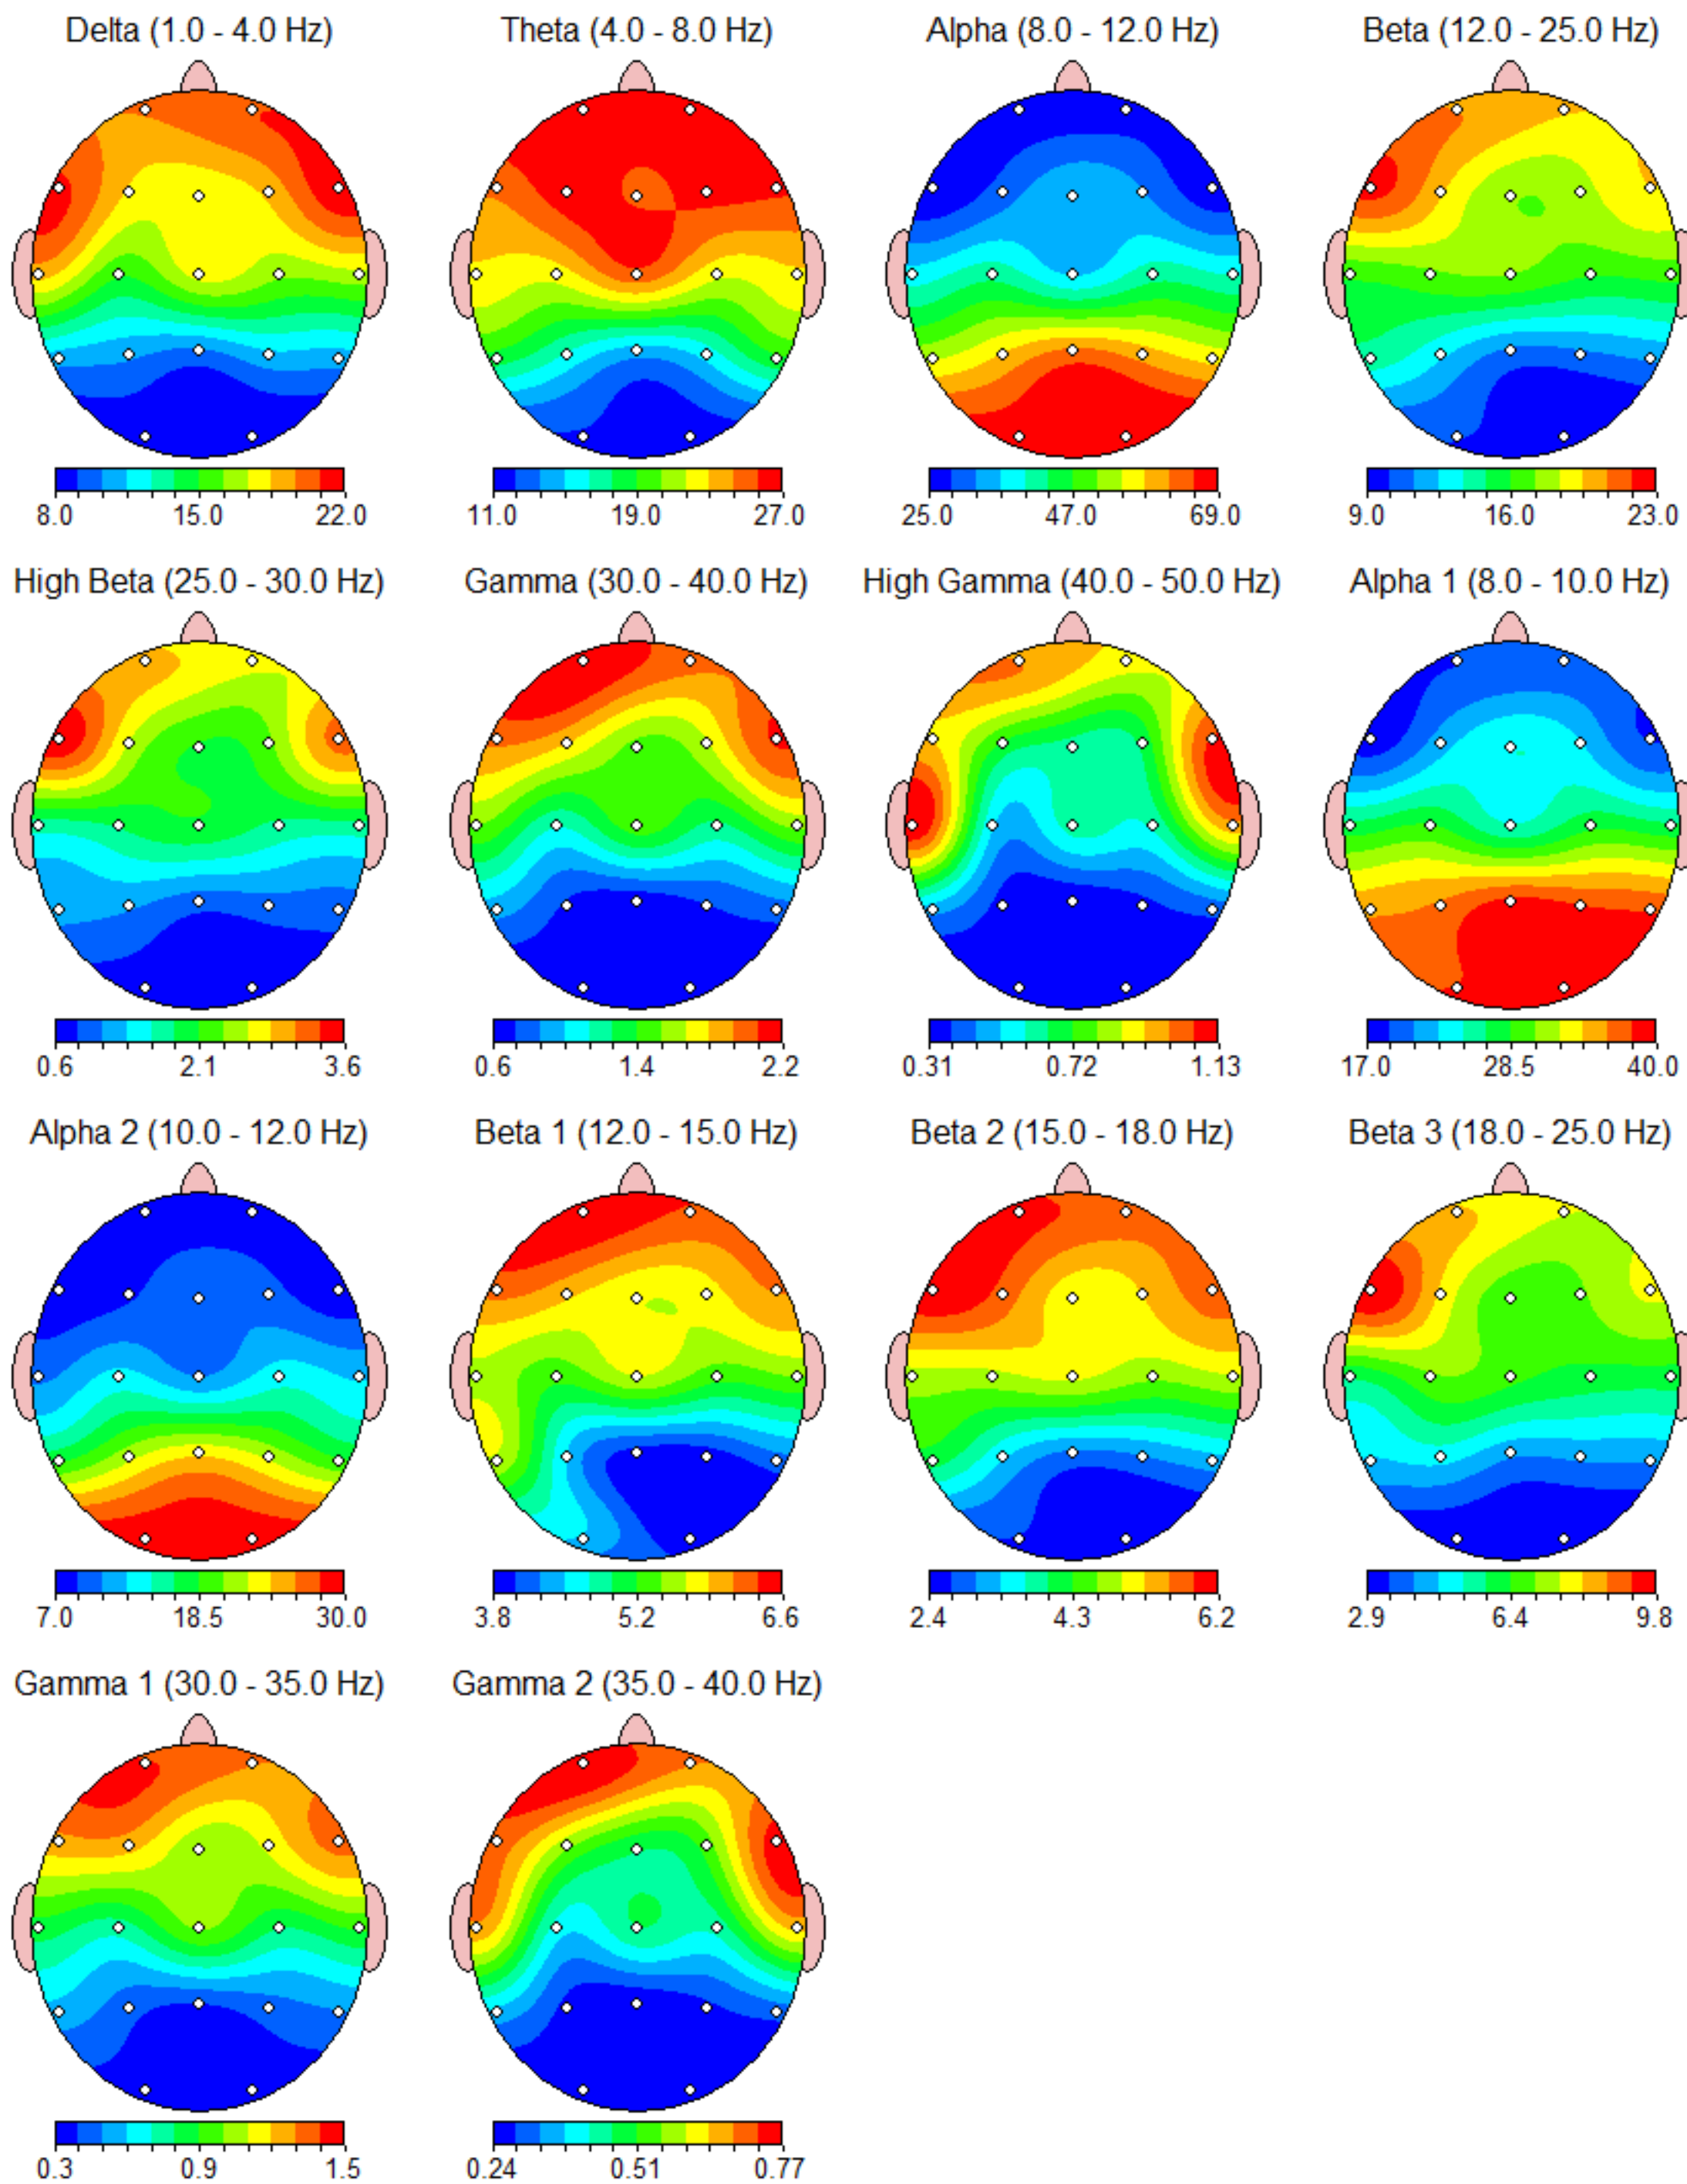 Delta (1.0 - 4.0 Hz) Theta (4.0 - 8.0 Hz) Alpha (8.0 - 12.0 Hz) Beta (12.0 - 25.0 Hz)
8.0 15.0 22.0 11.0 19.0 27.0 25.0 47.0 69.0 9.0 16.0 23.0
High Beta (25.0 - 30.0 Hz) Gamma (30.0 - 40.0 Hz) High Gamma (40.0 - 50.0 Hz) Alpha 1 (8.0 - 10.0 Hz)
0.6 2.1 3.6 0.6 1.4 2.2 0.31 0.72 1.13 17.0 28.5 40.0
Alpha 2 (10.0 - 12.0 Hz) Beta 1 (12.0 - 15.0 Hz) Beta 2 (15.0 - 18.0 Hz) Beta 3 (18.0 - 25.0 Hz)
7.0 18.5 30.0 3.8 5.2 6.6 2.4 4.3 6.2 2.9 6.4 9.8
Gamma 1 (30.0 - 35.0 Hz) Gamma 2 (35.0 - 40.0 Hz)
0.3 0.9 1.5 0.24 0.51 0.77